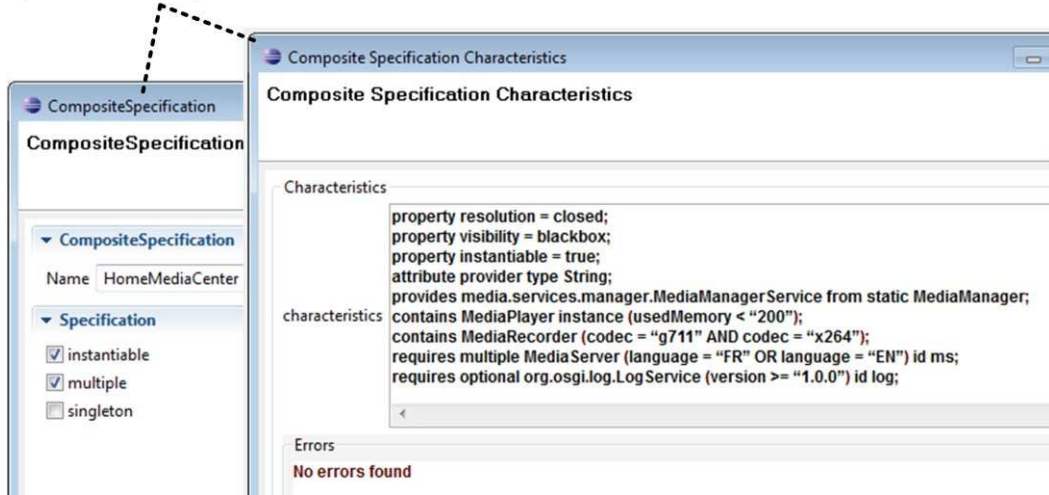 CompositeSpecification
CompositeSpecification
CompositeSpecification
Name HomeMediaCenter
Specification
instantiable
multiple
singleton
Composite Specification Characteristics
Composite Specification Characteristics
Characteristics
characteristics
property resolution = closed;
property visibility = blackbox;
property instantiable = true;
attribute provider type String;
provides media.services.manager.MediaManagerService from static MediaManager;
contains MediaPlayer instance (usedMemory < “200”);
contains MediaRecorder (codec = “g711” AND codec = “x264”);
requires multiple MediaServer (language = “FR” OR language = “EN”) id ms;
requires optional org.osgi.log.LogService (version >= “1.0.0”) id log;
Errors
No errors found